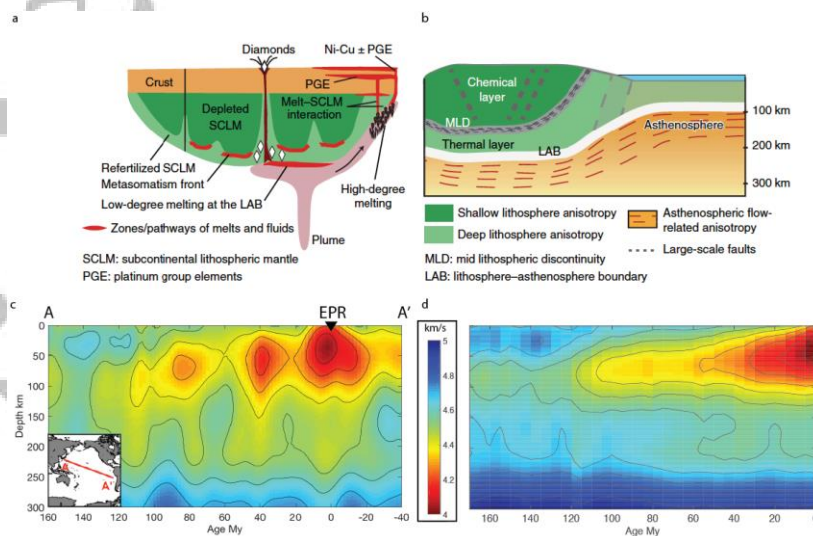 a
Diamonds
Ni-Cu ± PGE
Crust
PGE
Depleted
SCLM
Melt–SCLM
interaction
Refertilized SCLM
Metasomatism front
Low-degree melting at the LAB
High-degree
melting
Zones/pathways of melts and fluids
Plume
SCLM: subcontinental lithospheric mantle
PGE: platinum group elements
b
Chemical
layer
MLD
Thermal layer
LAB
Asthenosphere
100 km
200 km
300 km
Shallow lithosphere anisotropy
Deep lithosphere anisotropy
Asthenospheric flow-
related anisotropy
Large-scale faults
MLD: mid lithospheric discontinuity
LAB: lithosphere–asthenosphere boundary
c
A
EPR
A'
Depth km
0
50
100
150
200
250
300
160 140 120 100 80 60 40 20 0 -20 -40
Age My
A
A'
km/s
5
4.8
4.6
4.4
4.2
4
d
160 140 120 100 80 60 40 20 0
Age My